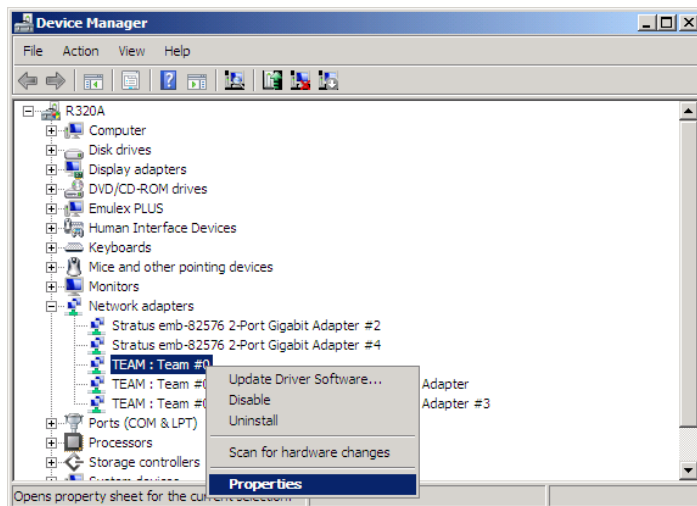 Device Manager
File Action View Help
R320A
Computer
Disk drives
Display adapters
DVD/CD-ROM drives
Emulex PLUS
Human Interface Devices
Keyboards
Mice and other pointing devices
Monitors
Network adapters
Stratus emb-82576 2-Port Gigabit Adapter #2
Stratus emb-82576 2-Port Gigabit Adapter #4
TEAM : Team #0
TEAM : Team #0 Adapter
TEAM : Team #0 Adapter #3
Update Driver Software...
Disable
Uninstall
Scan for hardware changes
Properties
Ports (COM & LPT)
Processors
Storage controllers
System devices
Opens property sheet for the current selection.